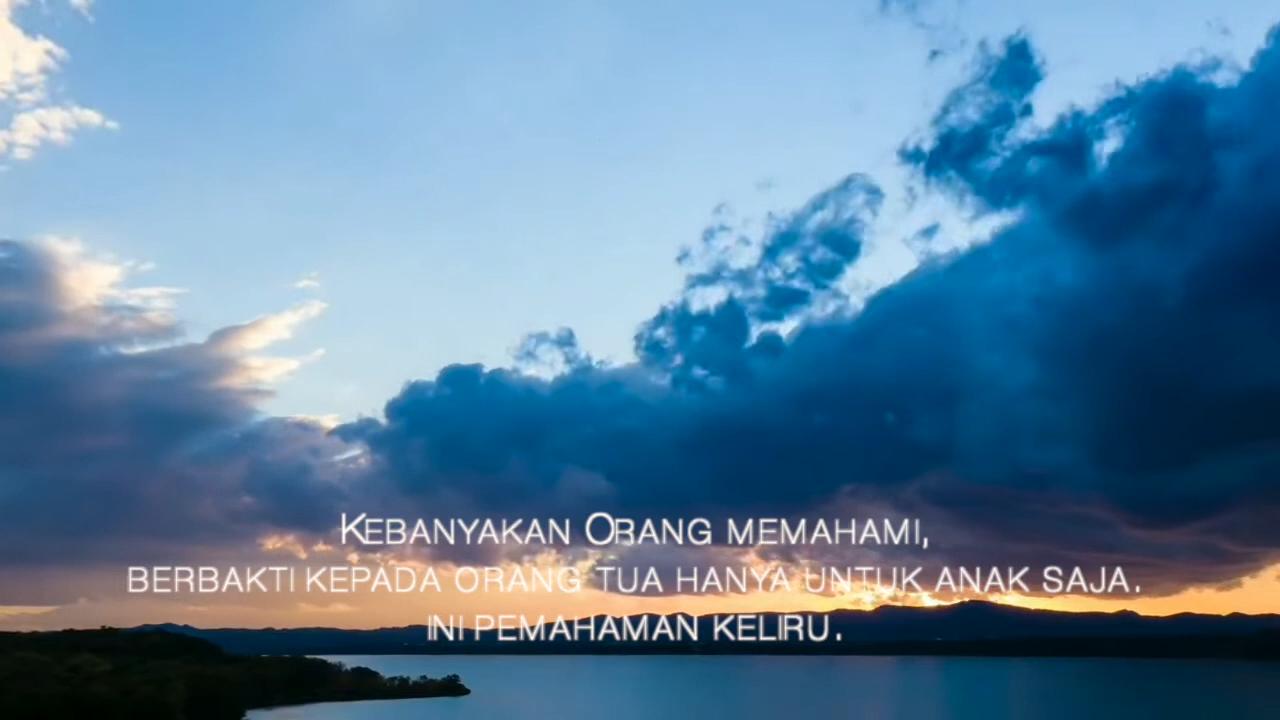 Kebanyakan Orang memahami,
berbakti kepada orang tua hanya untuk anak saja.
ini pemahaman keliru.